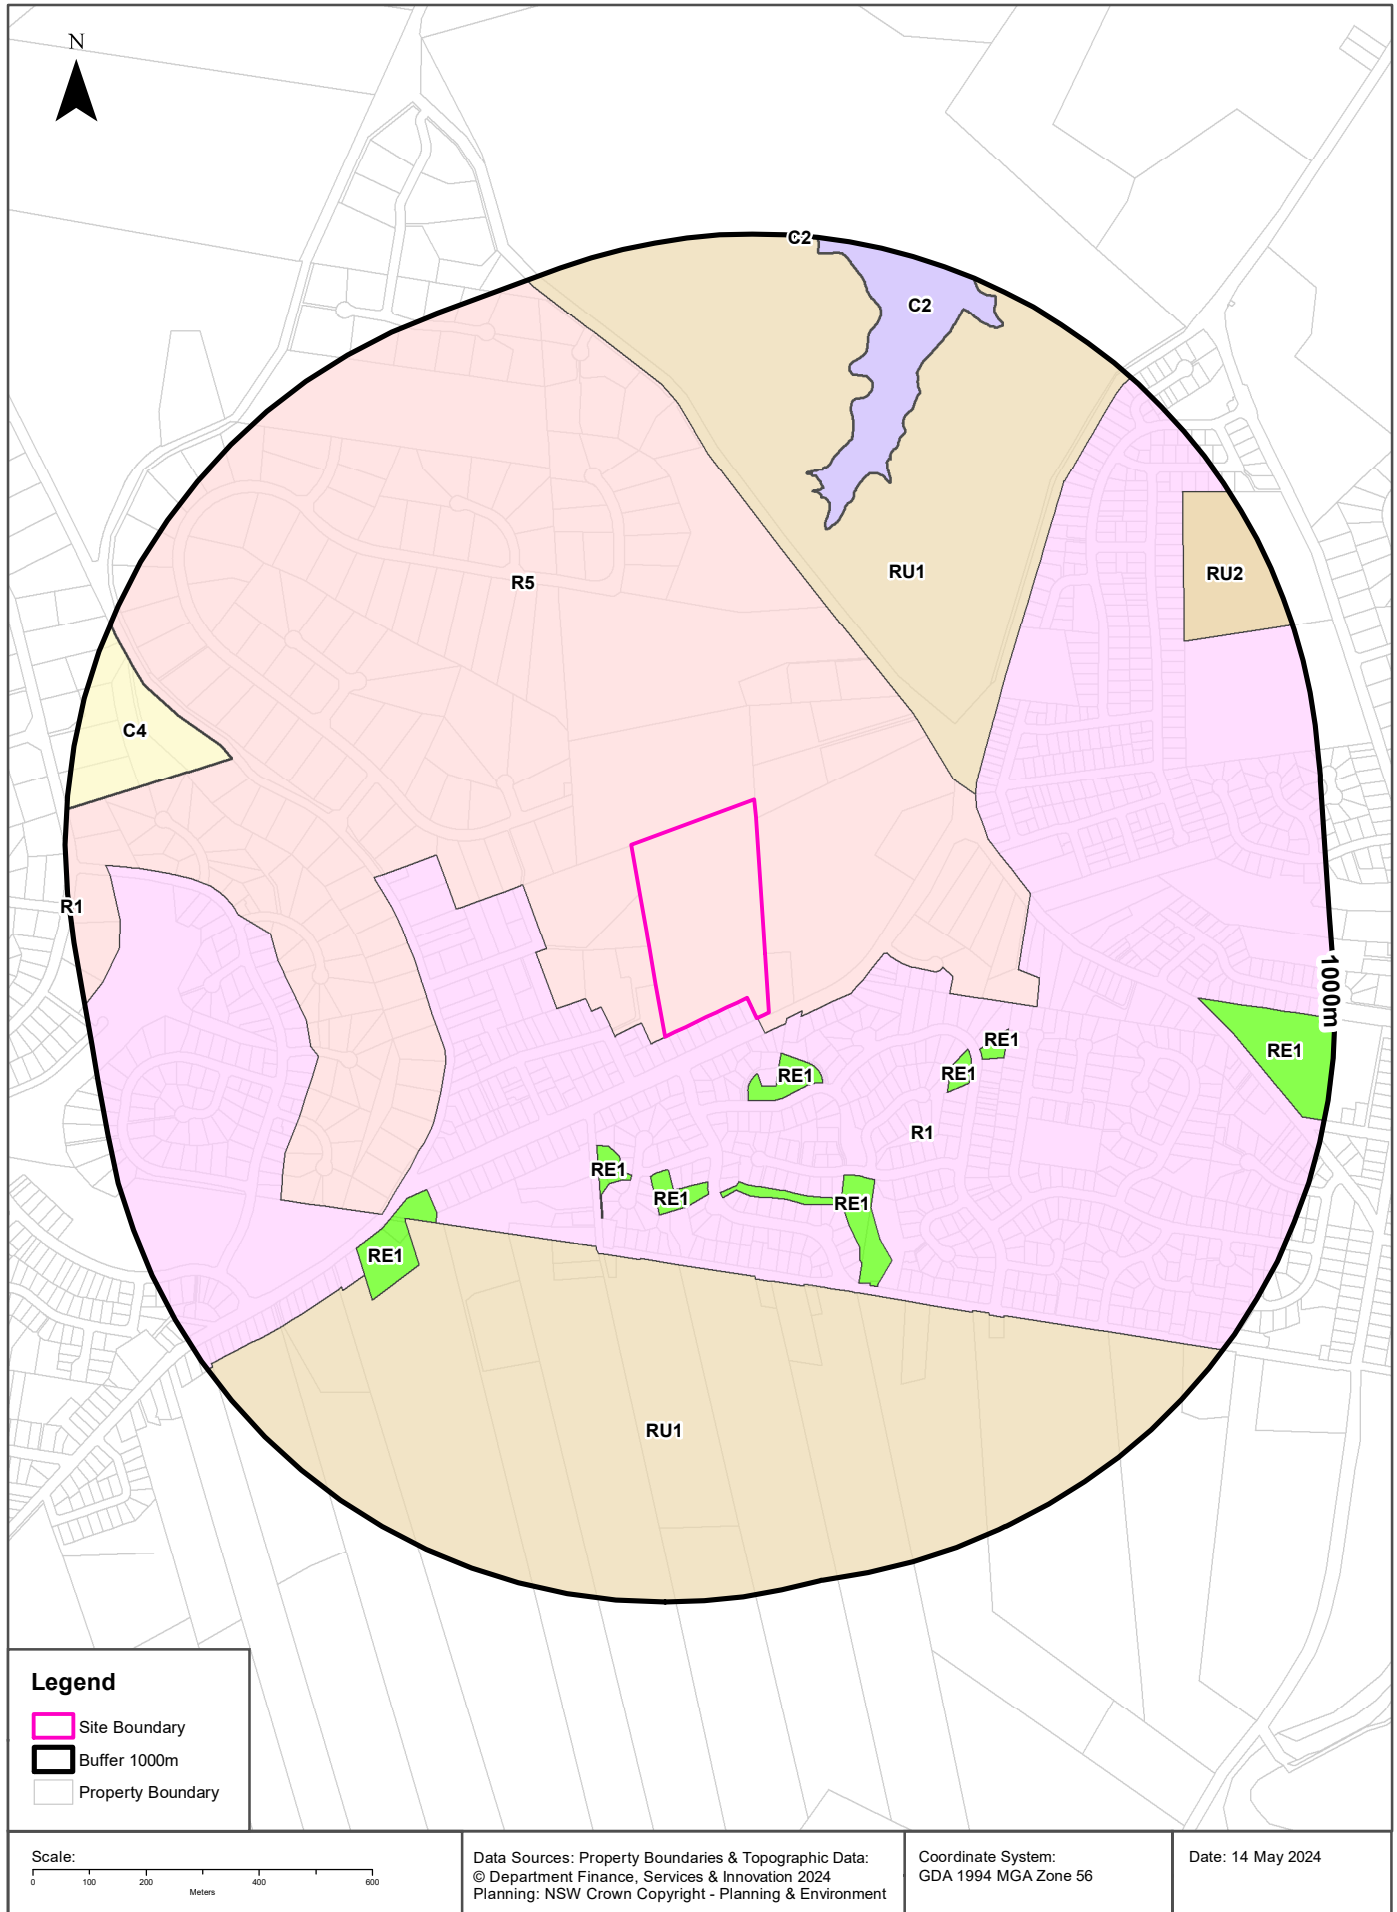 N
C2
C2
R5
RU1
RU2
C4
R1
1000m
RE1
RE1
RE1
RE1
R1
RE1
RE1
RE1
RE1
RU1
Legend
Site Boundary
Buffer 1000m
Property Boundary
Scale:
0 100 200 400 600
Meters
Data Sources: Property Boundaries & Topographic Data:
© Department Finance, Services & Innovation 2024
Planning: NSW Crown Copyright - Planning & Environment
Coordinate System:
GDA 1994 MGA Zone 56
Date: 14 May 2024